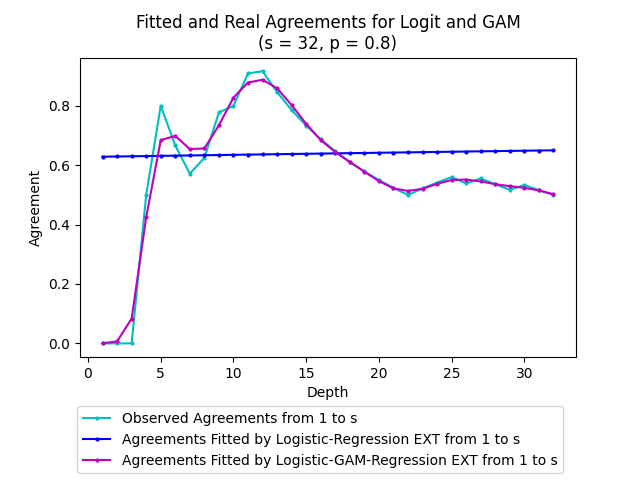 Fitted and Real Agreements for Logit and GAM
(s = 32, p = 0.8)
Agreement
0.8
0.6
0.4
0.2
0.0
0 5 10 15 20 25 30
Depth
Observed Agreements from 1 to s
Agreements Fitted by Logistic-Regression EXT from 1 to s
Agreements Fitted by Logistic-GAM-Regression EXT from 1 to s